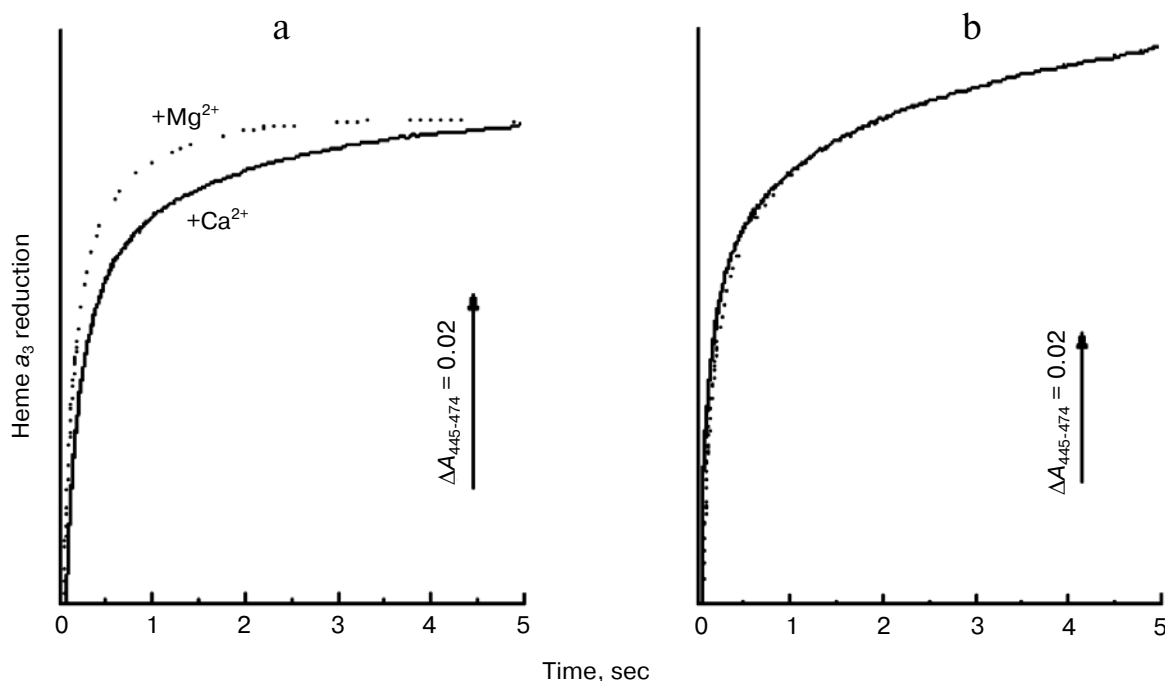 a
b
+Mg²⁺
+Ca²⁺
Heme a₃ reduction
ΔA₄₄₅₋₄₇₄ = 0.02
ΔA₄₄₅₋₄₇₄ = 0.02
0 1 2 3 4 5
0 1 2 3 4 5
Time, sec